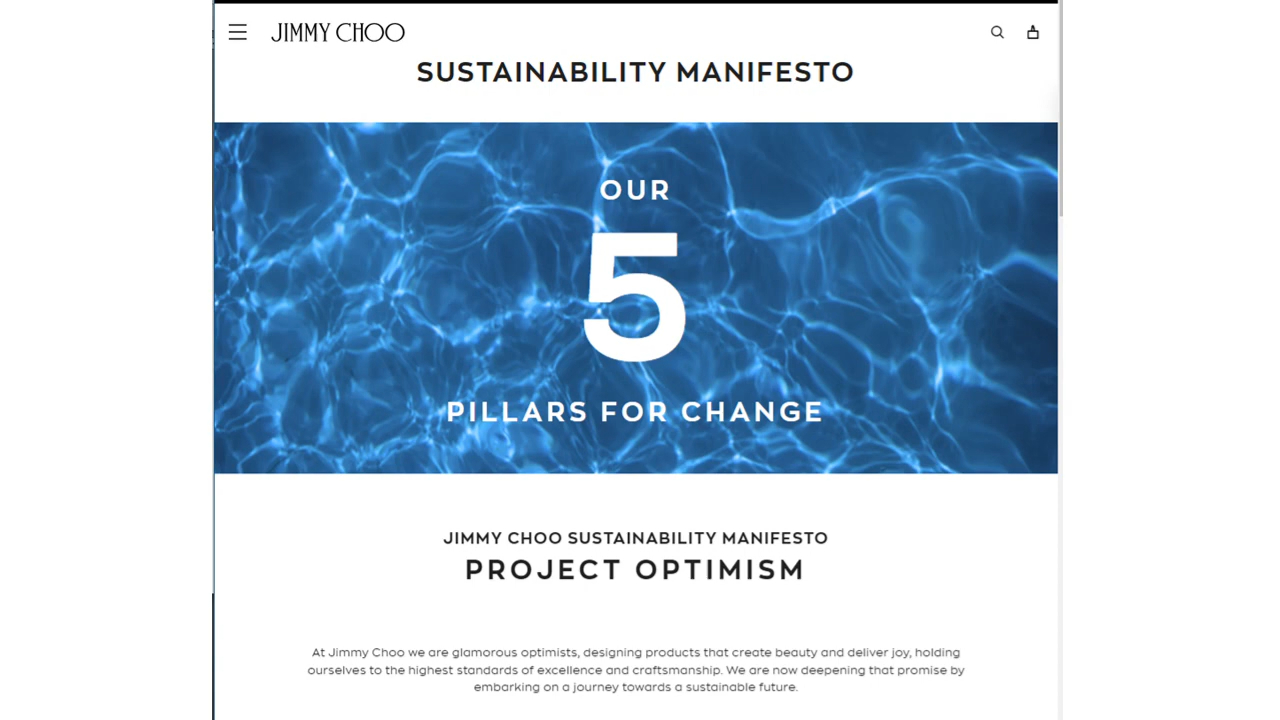 JIMMY CHOO
SUSTAINABILITY MANIFESTO
OUR
5
PILLARS FOR CHANGE
JIMMY CHOO SUSTAINABILITY MANIFESTO
PROJECT OPTIMISM
At Jimmy Choo we are glamorous optimists, designing products that create beauty and deliver joy, holding
ourselves to the highest standards of excellence and craftsmanship. We are now deepening that promise by
embarking on a journey towards a sustainable future.